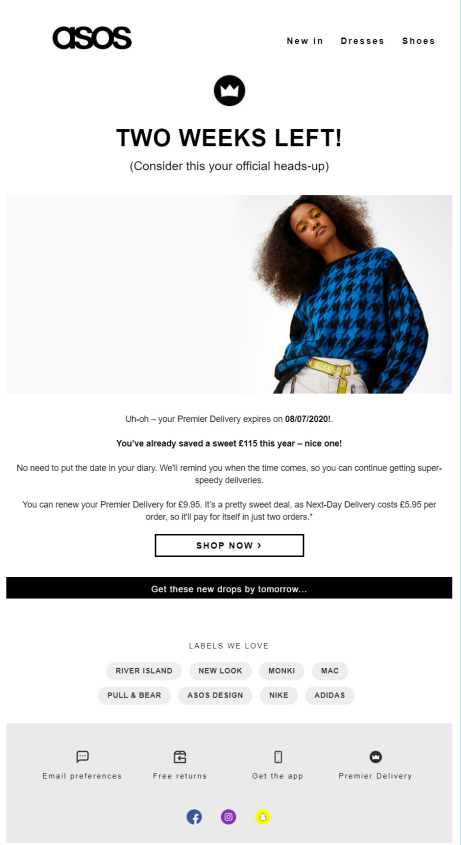 asos
New in Dresses Shoes
TWO WEEKS LEFT!
(Consider this your official heads-up)
Uh-oh – your Premier Delivery expires on 08/07/2020!.
You've already saved a sweet £115 this year – nice one!
No need to put the date in your diary. We'll remind you when the time comes, so you can continue getting super-
speedy deliveries.
You can renew your Premier Delivery for £9.95. It's a pretty sweet deal, as Next-Day Delivery costs £5.95 per
order, so it'll pay for itself in just two orders.*
SHOP NOW ›
Get these new drops by tomorrow...
LABELS WE LOVE
RIVER ISLAND NEW LOOK MONKI MAC
PULL & BEAR ASOS DESIGN NIKE ADIDAS
Email preferences Free returns Get the app Premier Delivery